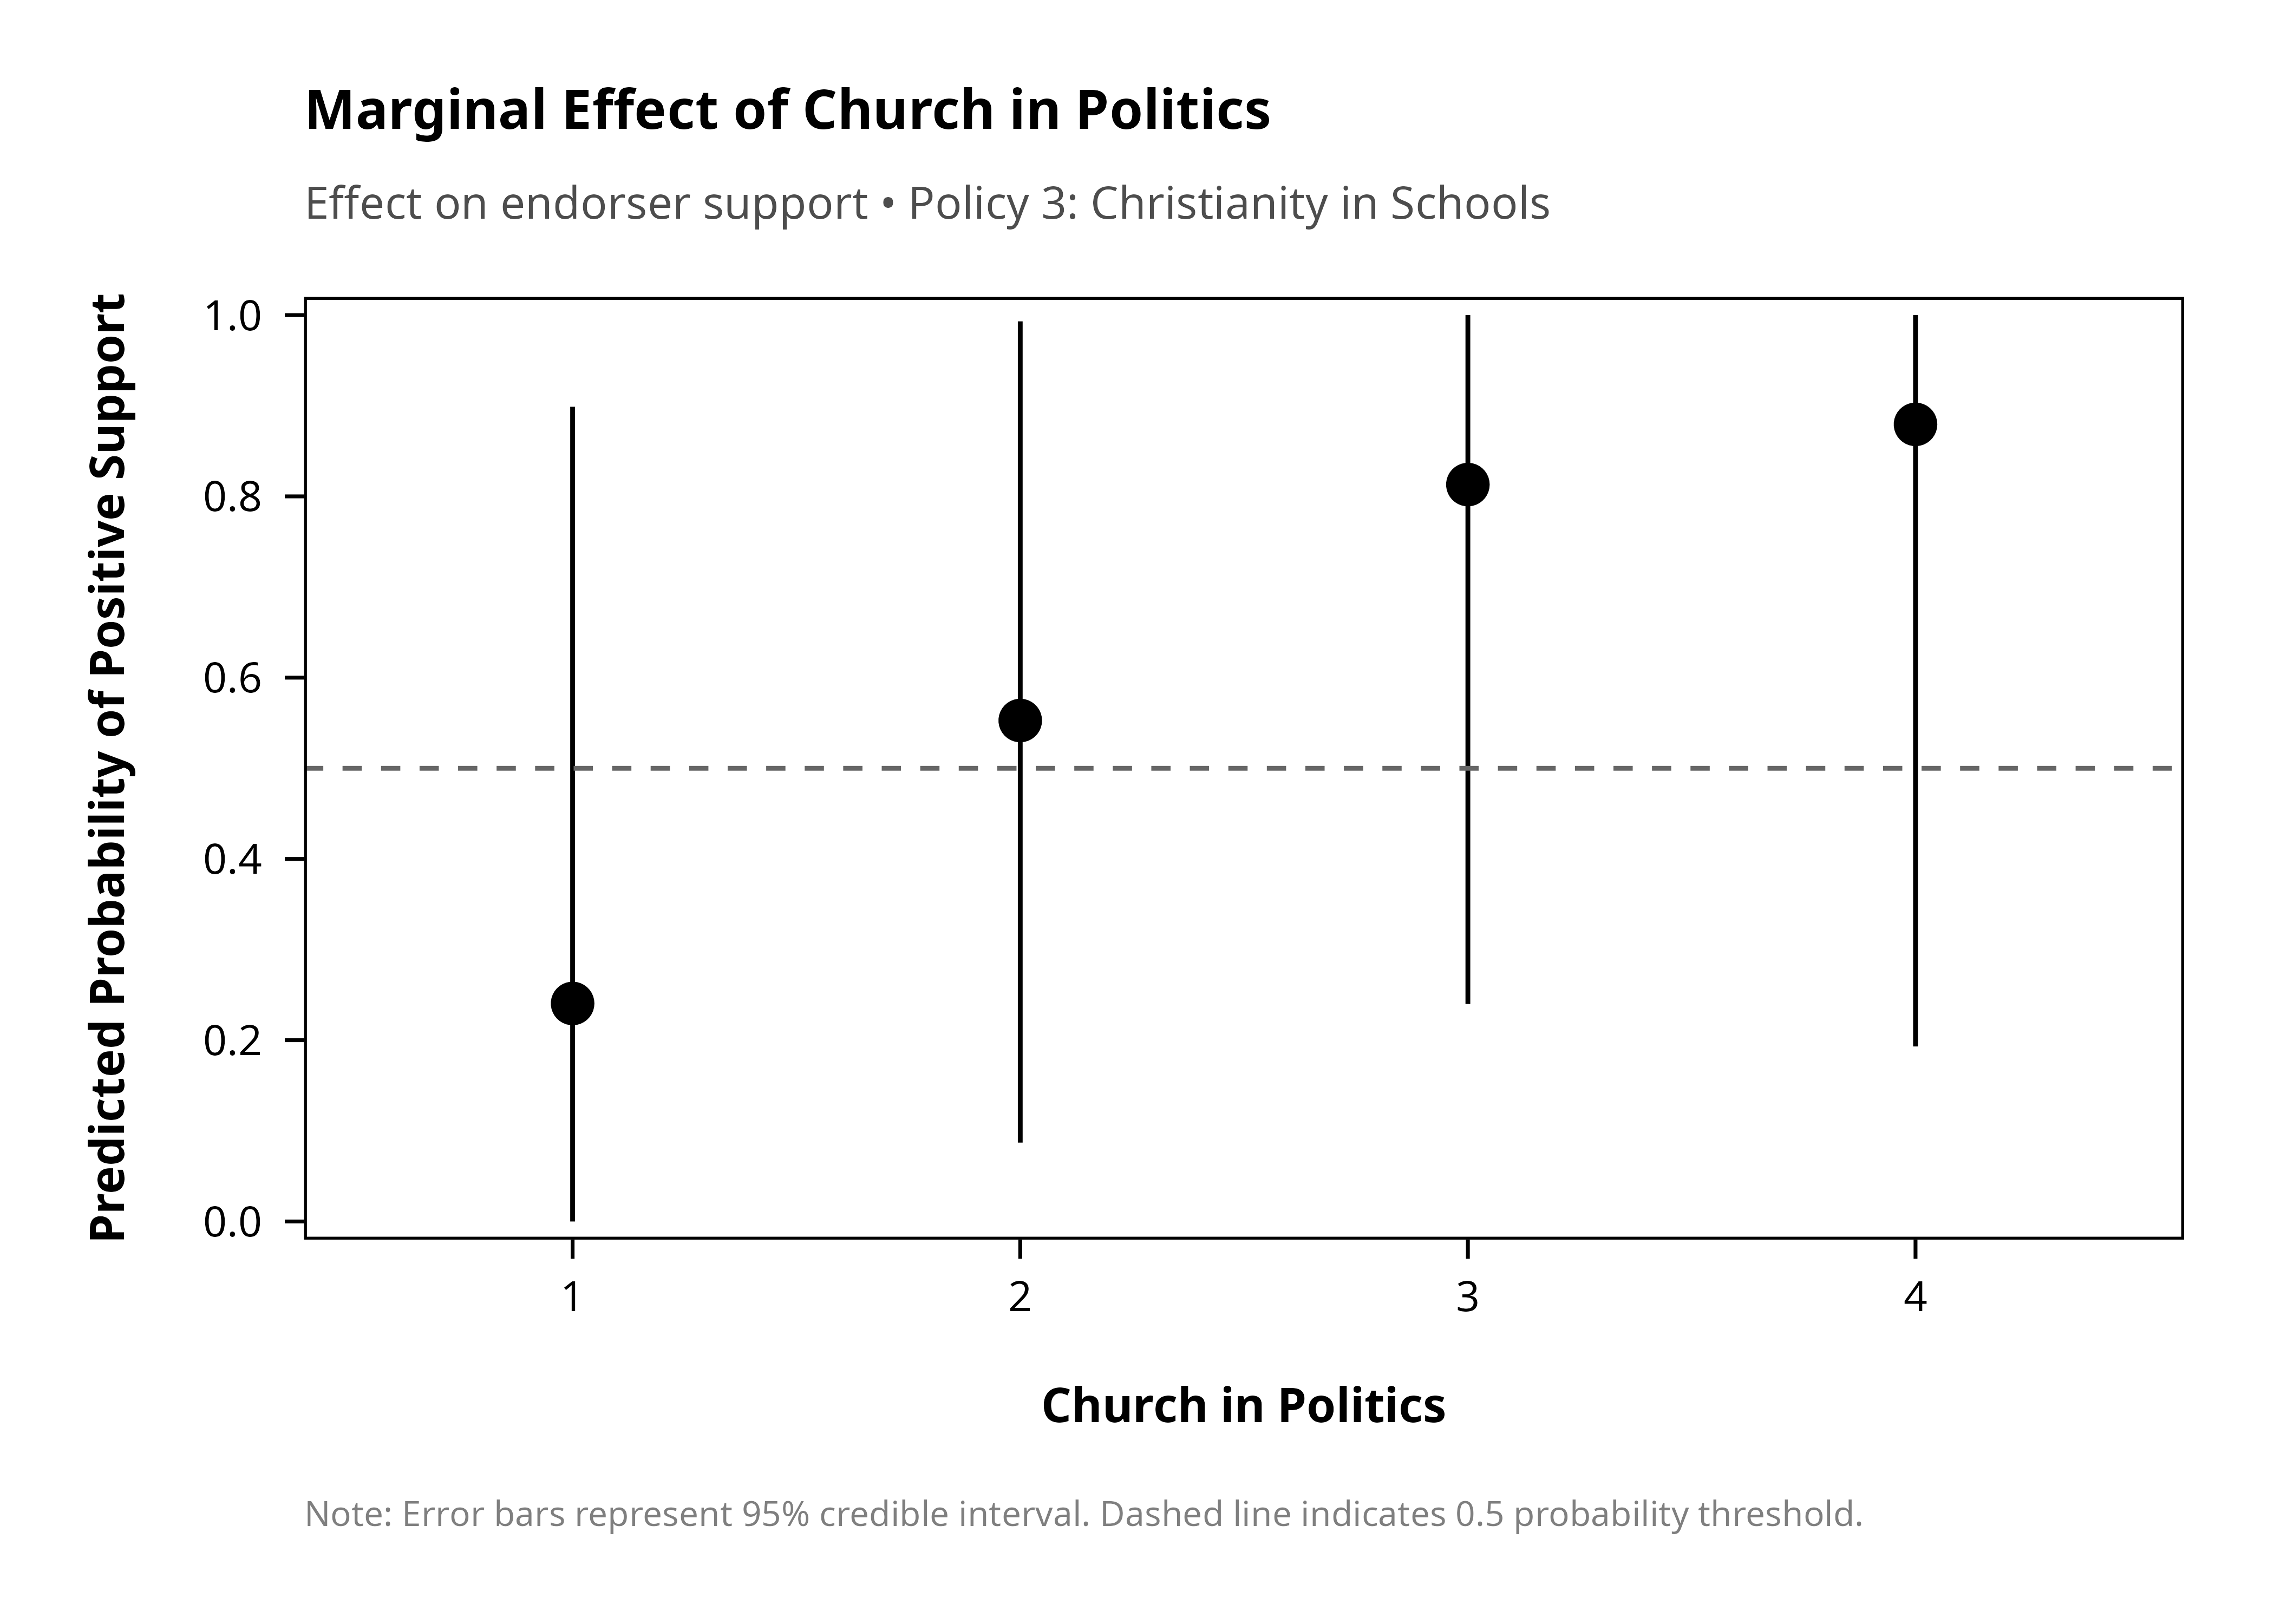 Marginal Effect of Church in Politics
Effect on endorser support • Policy 3: Christianity in Schools
Predicted Probability of Positive Support
1.0
0.8
0.6
0.4
0.2
0.0
1 2 3 4
Church in Politics
Note: Error bars represent 95% credible interval. Dashed line indicates 0.5 probability threshold.